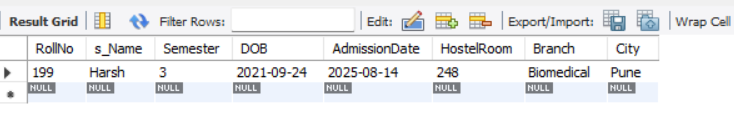 Result Grid Filter Rows: Edit: Export/Import: Wrap Cell
RollNo s_Name Semester DOB AdmissionDate HostelRoom Branch City
199 Harsh 3 2021-09-24 2025-08-14 248 Biomedical Pune
NULL NULL NULL NULL NULL NULL NULL NULL